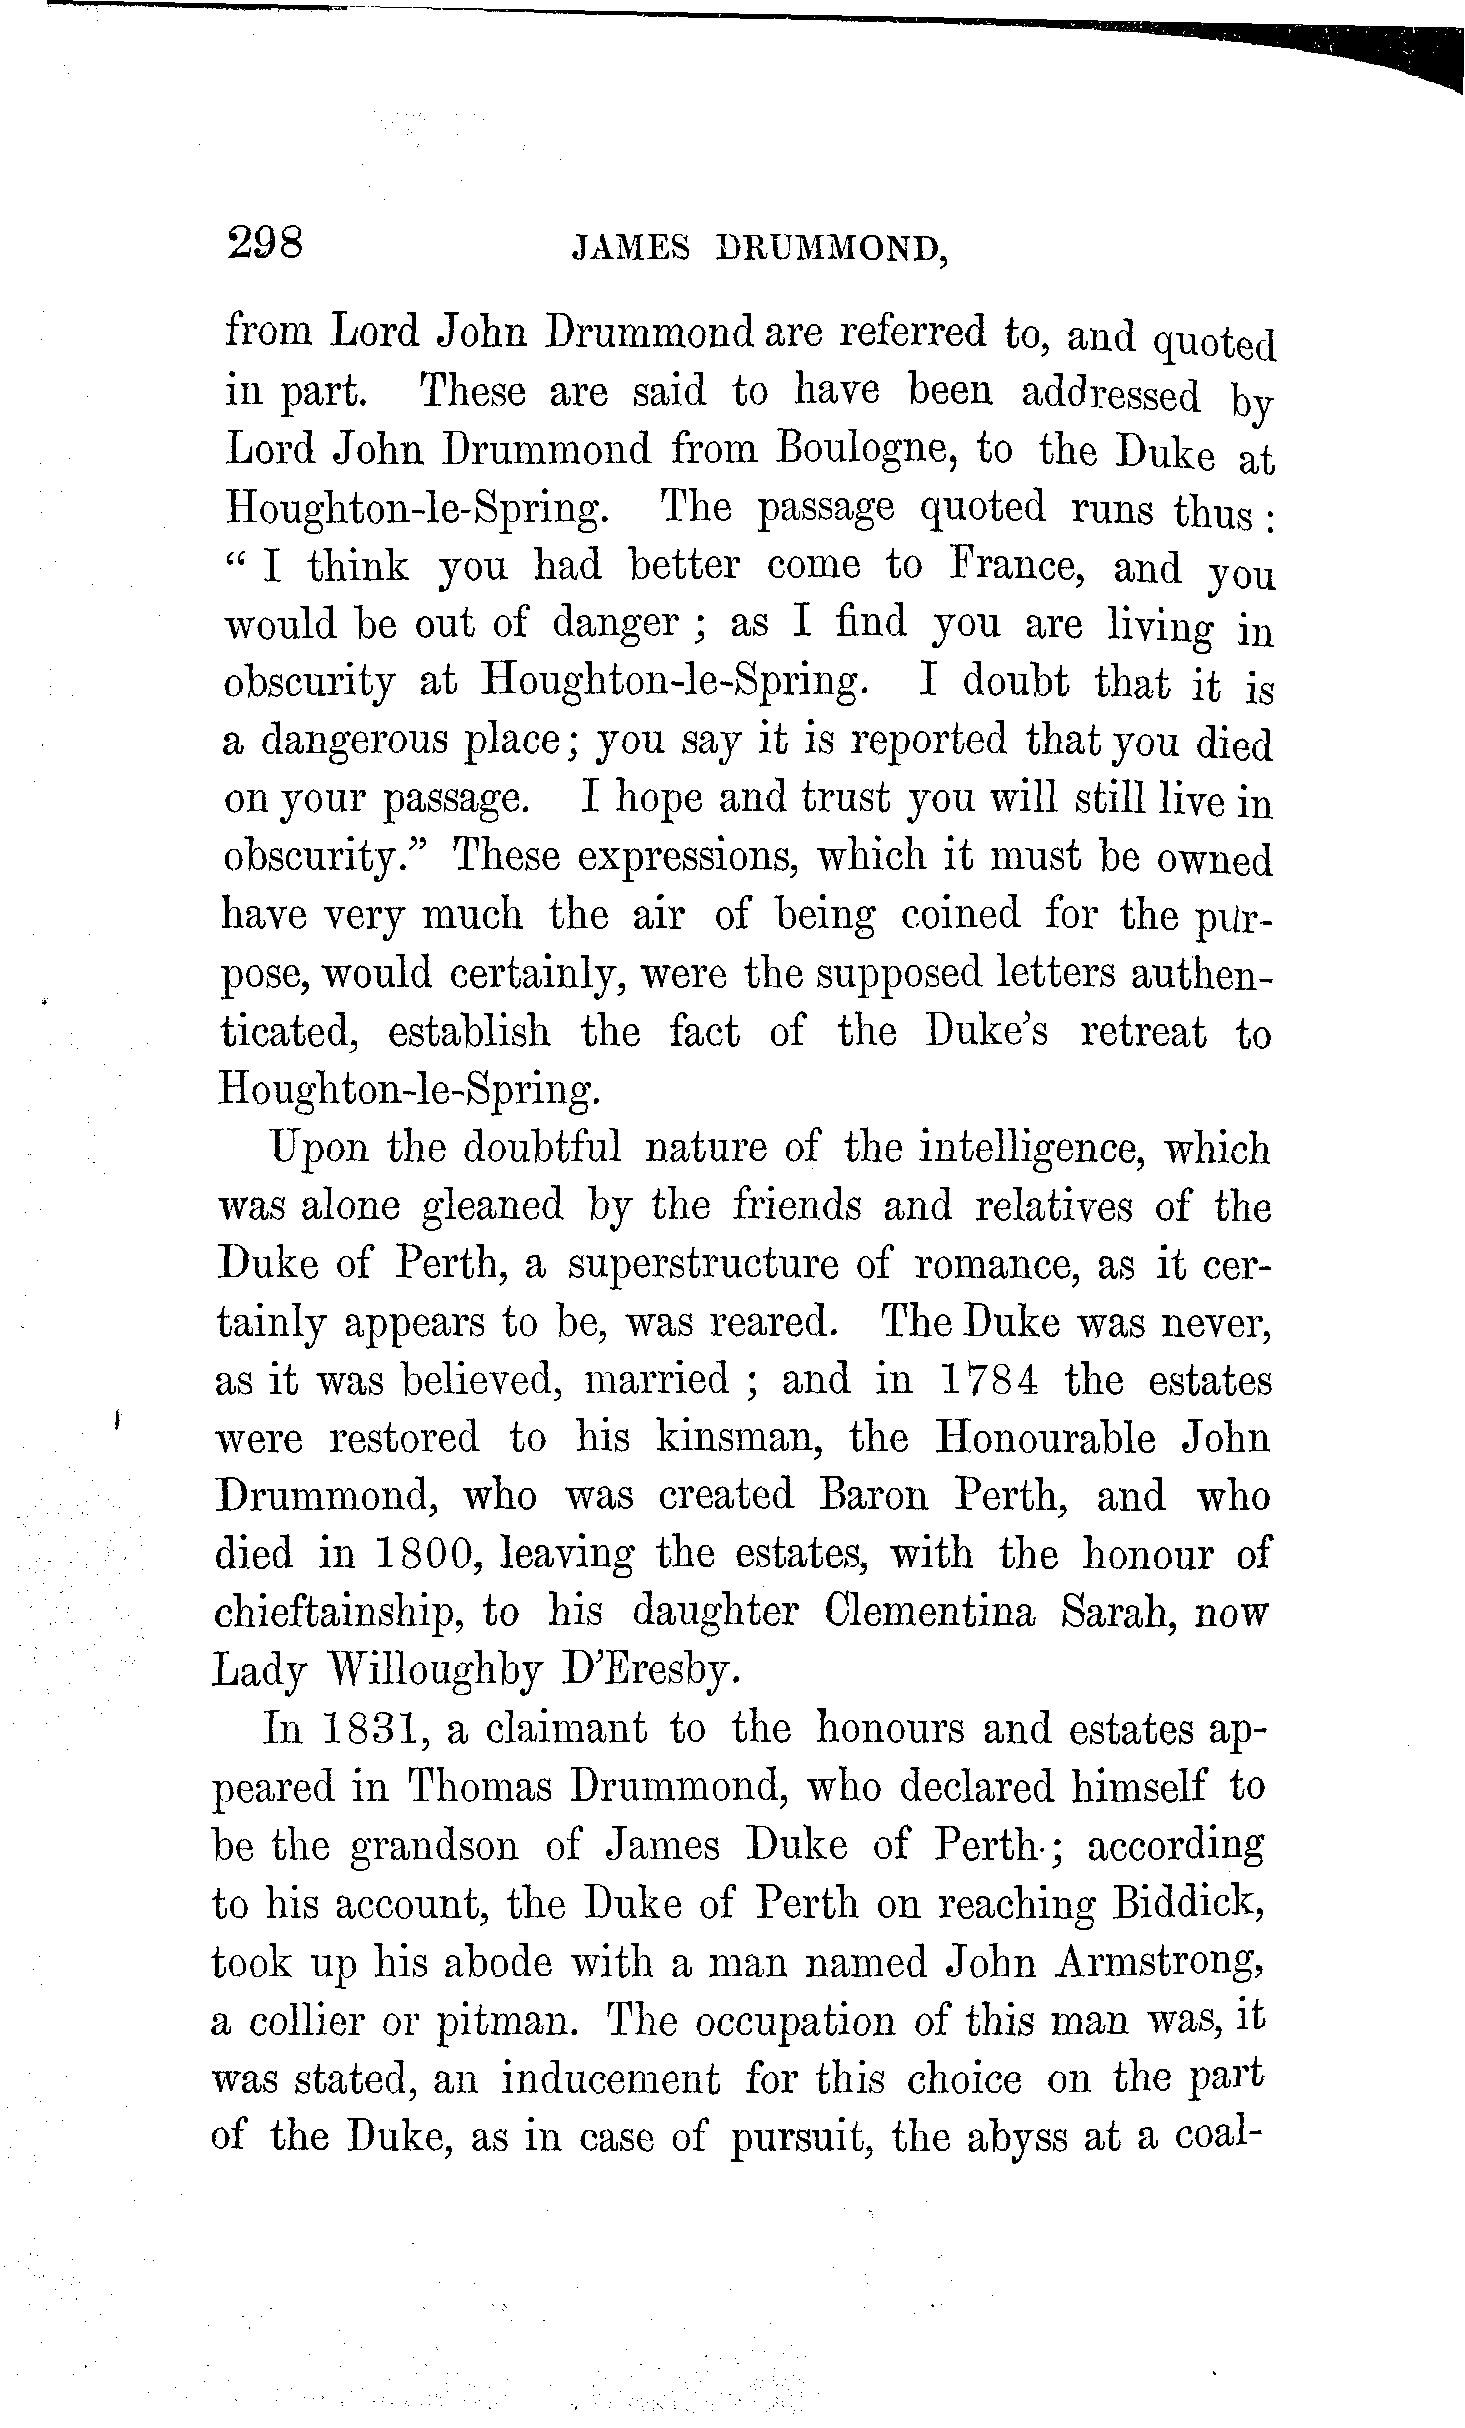 298 JAMES DRUMMOND,
from Lord John Drummond are referred to, and quoted
in part. These are said to have been addressed by
Lord John Drummond from Boulogne, to the Duke at
Houghton-le-Spring. The passage quoted runs thus :
“ I think you had better come to France, and you
would be out of danger ; as I find you are living in
obscurity at Houghton-le-Spring. I doubt that it is
a dangerous place; you say it is reported that you died
on your passage. I hope and trust you will still live in
obscurity.” These expressions, which it must be owned
have very much the air of being coined for the pur-
pose, would certainly, were the supposed letters authen-
ticated, establish the fact of the Duke’s retreat to
Houghton-le-Spring.
Upon the doubtful nature of the intelligence, which
was alone gleaned by the friends and relatives of the
Duke of Perth, a superstructure of romance, as it cer-
tainly appears to be, was reared. The Duke was never,
as it was believed, married ; and in 1784 the estates
were restored to his kinsman, the Honourable John
Drummond, who was created Baron Perth, and who
died in 1800, leaving the estates, with the honour of
chieftainship, to his daughter Clementina Sarah, now
Lady Willoughby D’Eresby.
In 1831, a claimant to the honours and estates ap-
peared in Thomas Drummond, who declared himself to
be the grandson of James Duke of Perth ; according
to his account, the Duke of Perth on reaching Biddick,
took up his abode with a man named John Armstrong,
a collier or pitman. The occupation of this man was, it
was stated, an inducement for this choice on the part
of the Duke, as in case of pursuit, the abyss at a coal-